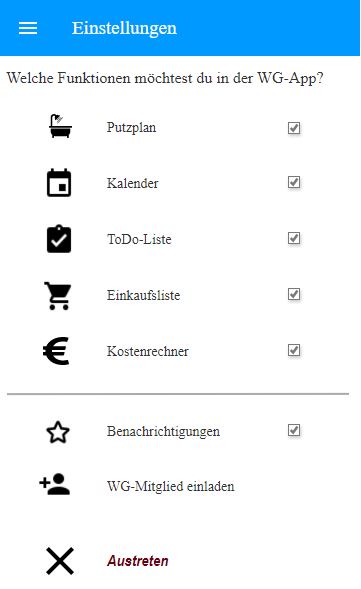 Einstellungen
Welche Funktionen möchtest du in der WG-App?
Putzplan
Kalender
ToDo-Liste
Einkaufsliste
Kostenrechner
Benachrichtigungen
WG-Mitglied einladen
Austreten